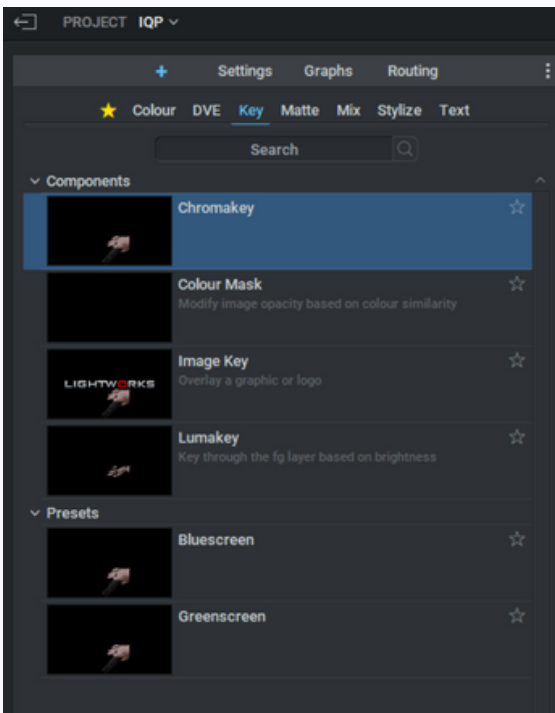 PROJECT IQP
+ Settings Graphs Routing
Colour DVE Key Matte Mix Stylize Text
Search
Components
Chromakey
Colour Mask
Modify image opacity based on colour similarity
Image Key
Overlay a graphic or logo
LIGHTWORKS
Lumakey
Key through the fg layer based on brightness
Presets
Bluescreen
Greenscreen